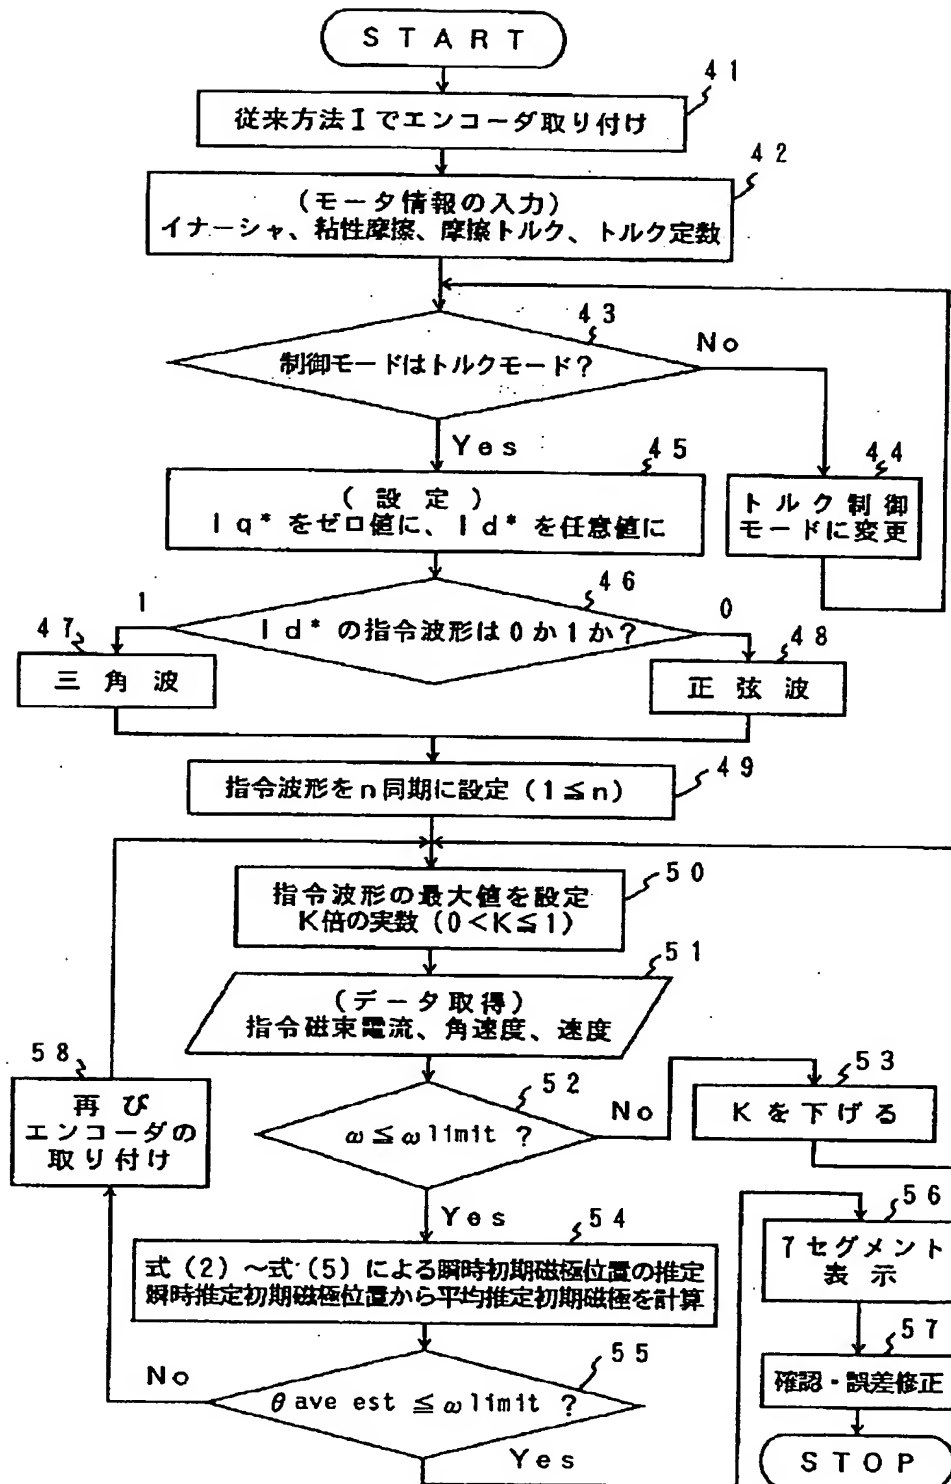 START
41
従来方法Ⅰでエンコーダ取り付け
42
(モータ情報の入力)
イナーシャ、粘性摩擦、摩擦トルク、トルク定数
43
制御モードはトルクモード?
No
Yes
44
トルク制御
モードに変更
45
(設定)
Iq*をゼロ値に、Id*を任意値に
46
Id*の指令波形は0か1か?
1
0
47
三角波
48
正弦波
49
指令波形をn同期に設定(1≦n)
50
指令波形の最大値を設定
K倍の実数(0<K≦1)
51
(データ取得)
指令磁束電流、角速度、速度
52
ω≦ωlimit ?
No
Yes
53
Kを下げる
54
式(2)~式(5)による瞬時初期磁極位置の推定
瞬時推定初期磁極位置から平均推定初期磁極を計算
55
θave est≦ωlimit ?
No
Yes
58
再び
エンコーダの
取り付け
56
7セグメント
表示
57
確認・誤差修正
STOP